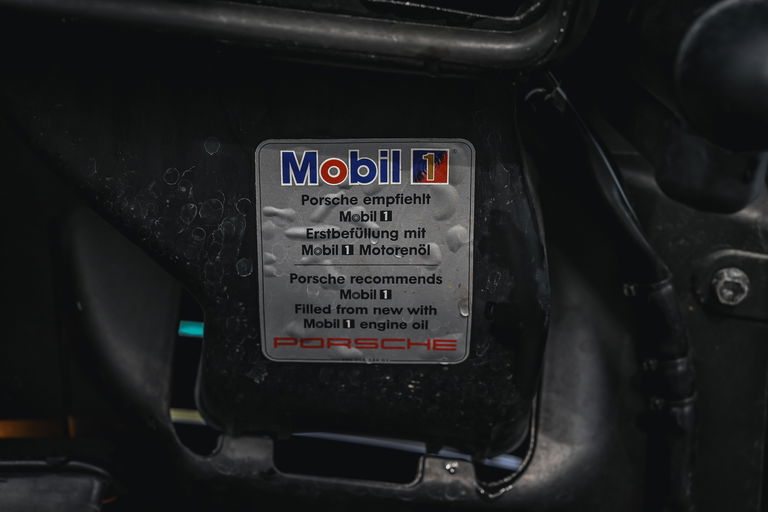 Mobil 1
Porsche empfiehlt
Mobil 1
Erstbefüllung mit
Mobil 1 Motorenöl
Porsche recommends
Mobil 1
Filled from new with
Mobil 1 engine oil
PORSCHE